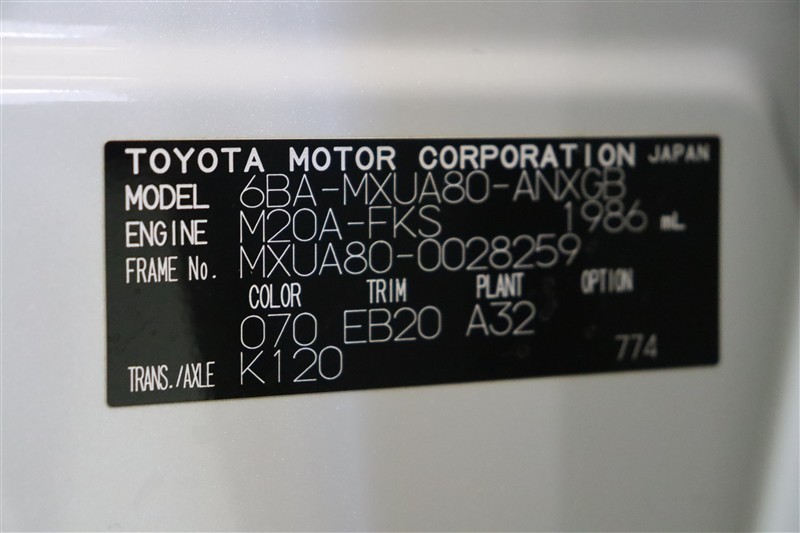 TOYOTA MOTOR CORPORATION JAPAN
MODEL 6BA-MXUA80-ANXGB
ENGINE M20A-FKS 1986 mL
FRAME No. MXUA80-0028259
COLOR TRIM PLANT OPTION
070 EB20 A32
TRANS./AXLE K120 774